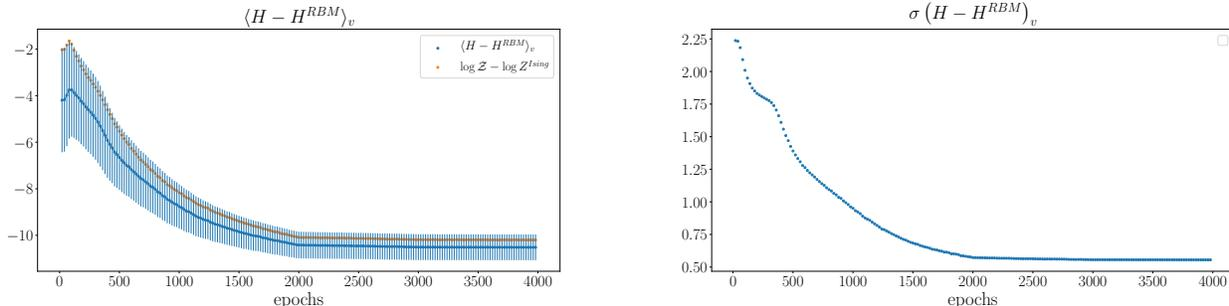 ⟨H − H^{RBM}⟩_v
−2
−4
−6
−8
−10
⟨H − H^{RBM}⟩_v
log 𝒵 − log Z^{Ising}
0 500 1000 1500 2000 2500 3000 3500 4000
epochs
σ (H − H^{RBM})_v
2.25
2.00
1.75
1.50
1.25
1.00
0.75
0.50
0 500 1000 1500 2000 2500 3000 3500 4000
epochs